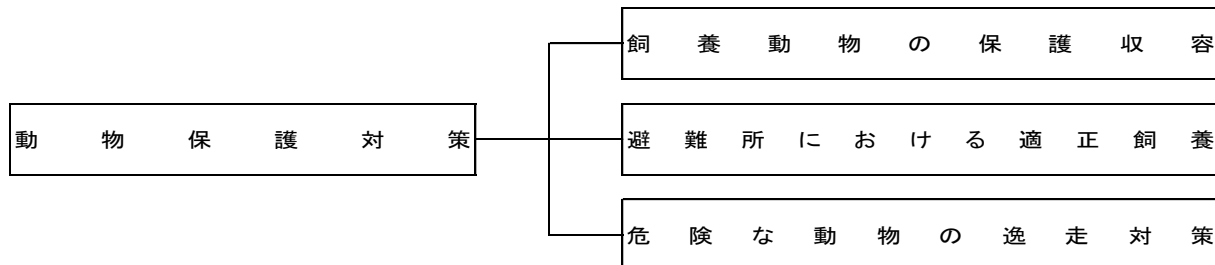 飼養動物の保護収容
動物保護対策
避難所における適正飼養
危険な動物の逸走対策